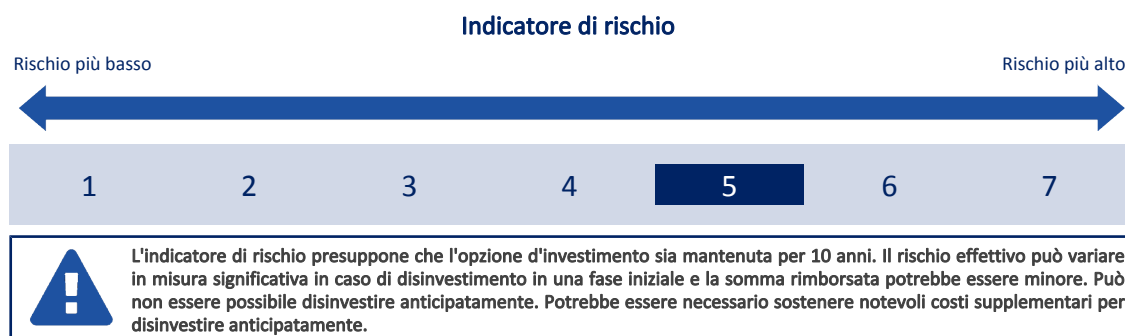 Indicatore di rischio
Rischio più basso
Rischio più alto
1 2 3 4 5 6 7
L'indicatore di rischio presuppone che l'opzione d'investimento sia mantenuta per 10 anni. Il rischio effettivo può variare
in misura significativa in caso di disinvestimento in una fase iniziale e la somma rimborsata potrebbe essere minore. Può
non essere possibile disinvestire anticipatamente. Potrebbe essere necessario sostenere notevoli costi supplementari per
disinvestire anticipatamente.